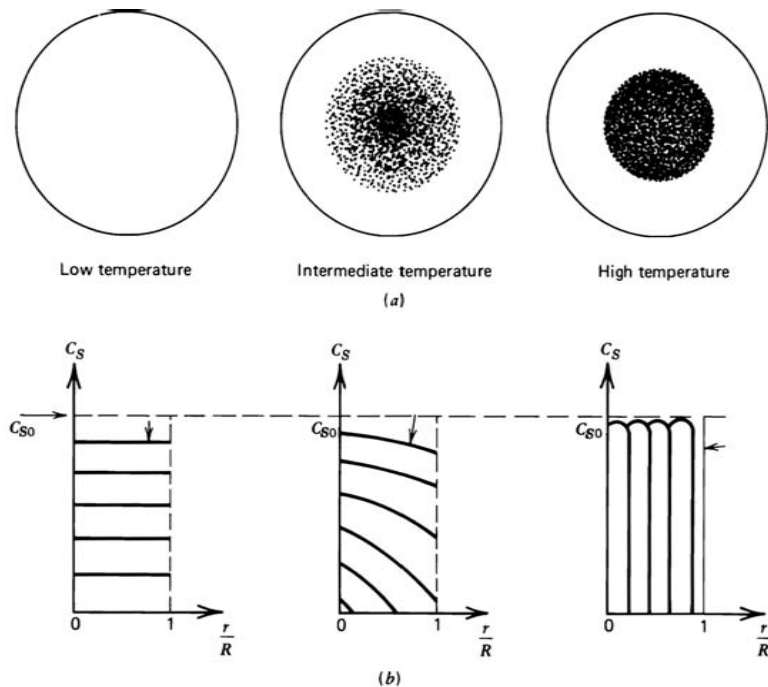 Low temperature
Intermediate temperature
High temperature
(a)
C_S
C_S
C_S
C_S0
C_S0
C_S0
0
1
r/R
0
1
r/R
0
1
r/R
(b)